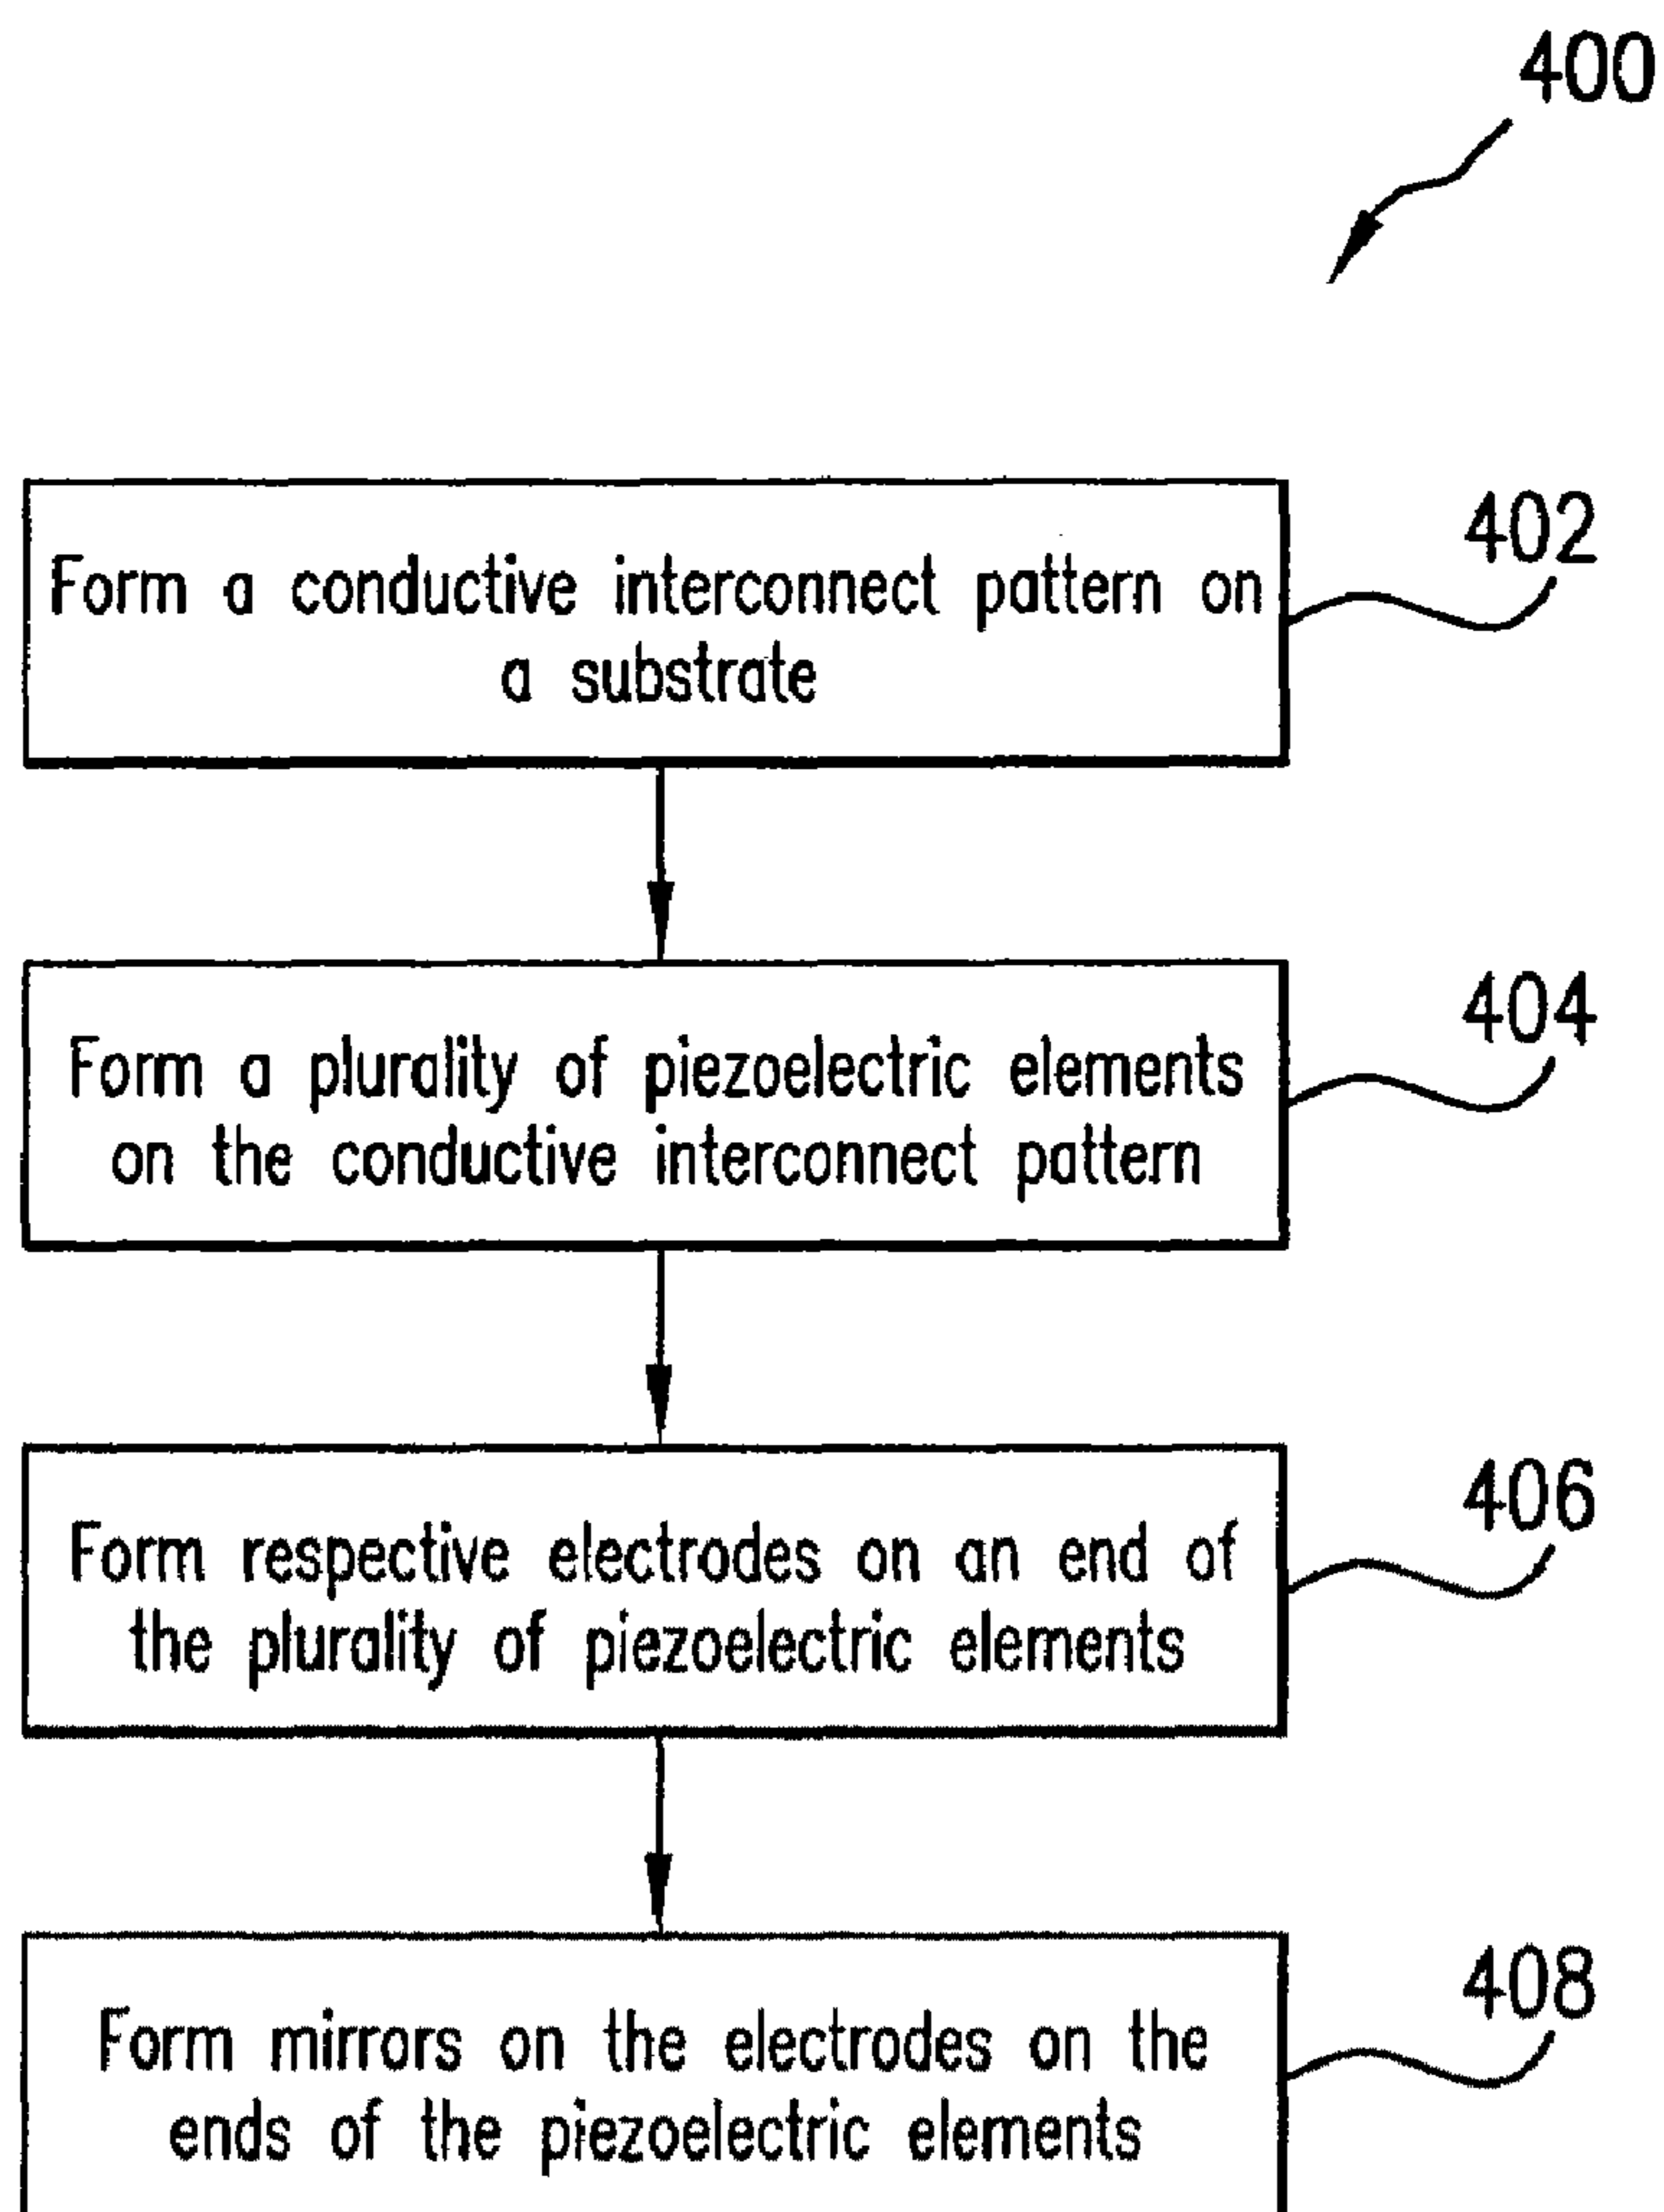 400
Form a conductive interconnect pattern on
a substrate
402
Form a plurality of piezoelectric elements
on the conductive interconnect pattern
404
Form respective electrodes on an end of
the plurality of piezoelectric elements
406
Form mirrors on the electrodes on the
ends of the piezoelectric elements
408